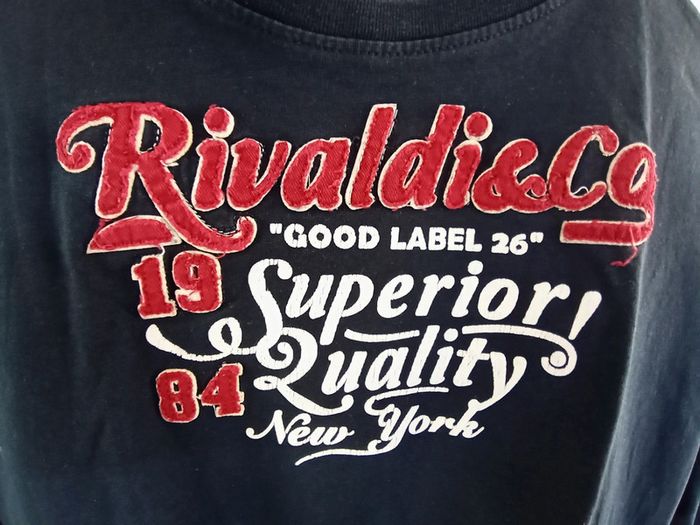 Rivaldi&Co
"GOOD LABEL 26"
19
Superior!
84
Quality
New York